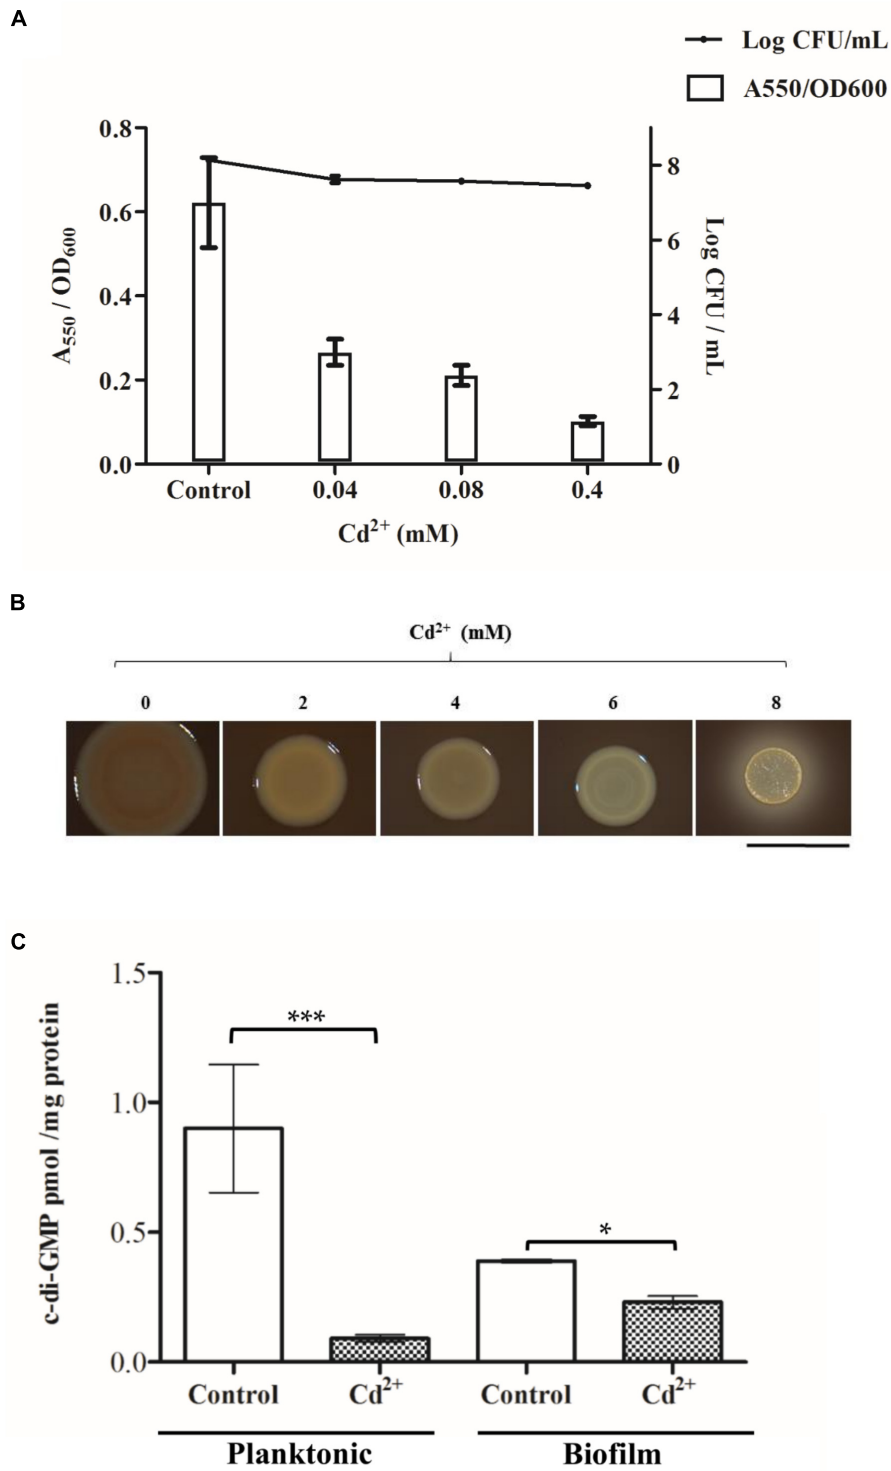 A
Log CFU/mL
A550/OD600
0.8
0.6
0.4
0.2
0.0
A550 / OD600
8
6
4
2
0
Log CFU / mL
Control 0.04 0.08 0.4
Cd2+ (mM)
B
Cd2+ (mM)
0 2 4 6 8
C
1.5
1.0
0.5
0.0
c-di-GMP pmol /mg protein
***
*
Control Cd2+ Control Cd2+
Planktonic Biofilm